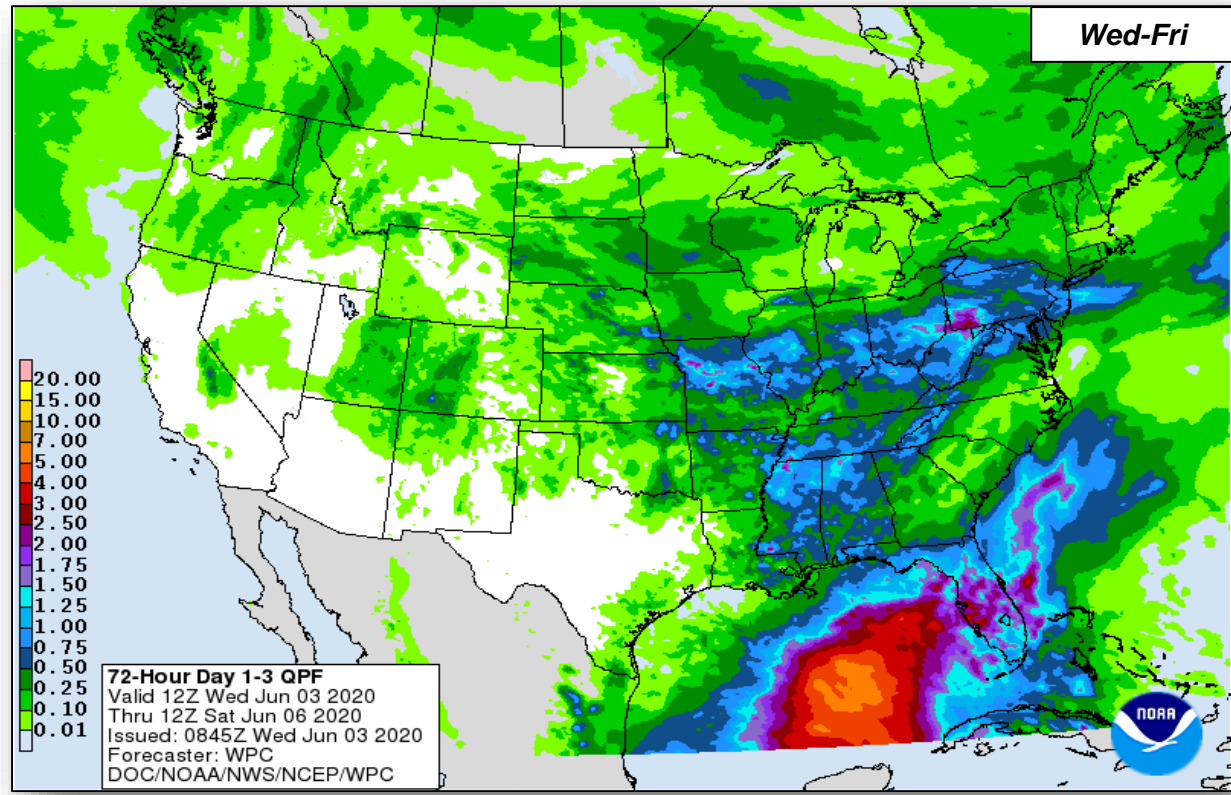 Wed-Fri
20.00
15.00
10.00
7.00
5.00
4.00
3.00
2.50
2.00
1.75
1.50
1.25
1.00
0.75
0.50
0.25
0.10
0.01
72-Hour Day 1-3 QPF
Valid 12Z Wed Jun 03 2020
Thru 12Z Sat Jun 06 2020
Issued: 0845Z Wed Jun 03 2020
Forecaster: WPC
DOC/NOAA/NWS/NCEP/WPC
NOAA